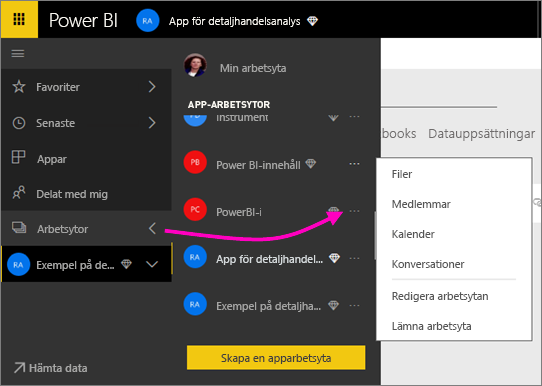 Power BI
RA App för detaljhandelsanalys
Favoriter
Senaste
Appar
Delat med mig
Arbetsytor
RA Exempel på de...
Hämta data
Min arbetsyta
APP-ARBETSYTOR
Instrument
PB Power BI-innehåll ...
PC PowerBI-i ...
RA App för detaljhandel... ...
RA Exempel på detaljha... ...
Skapa en apparbetsyta
books Datauppsättningar
Filer
Medlemmar
Kalender
Konversationer
Redigera arbetsytan
Lämna arbetsyta